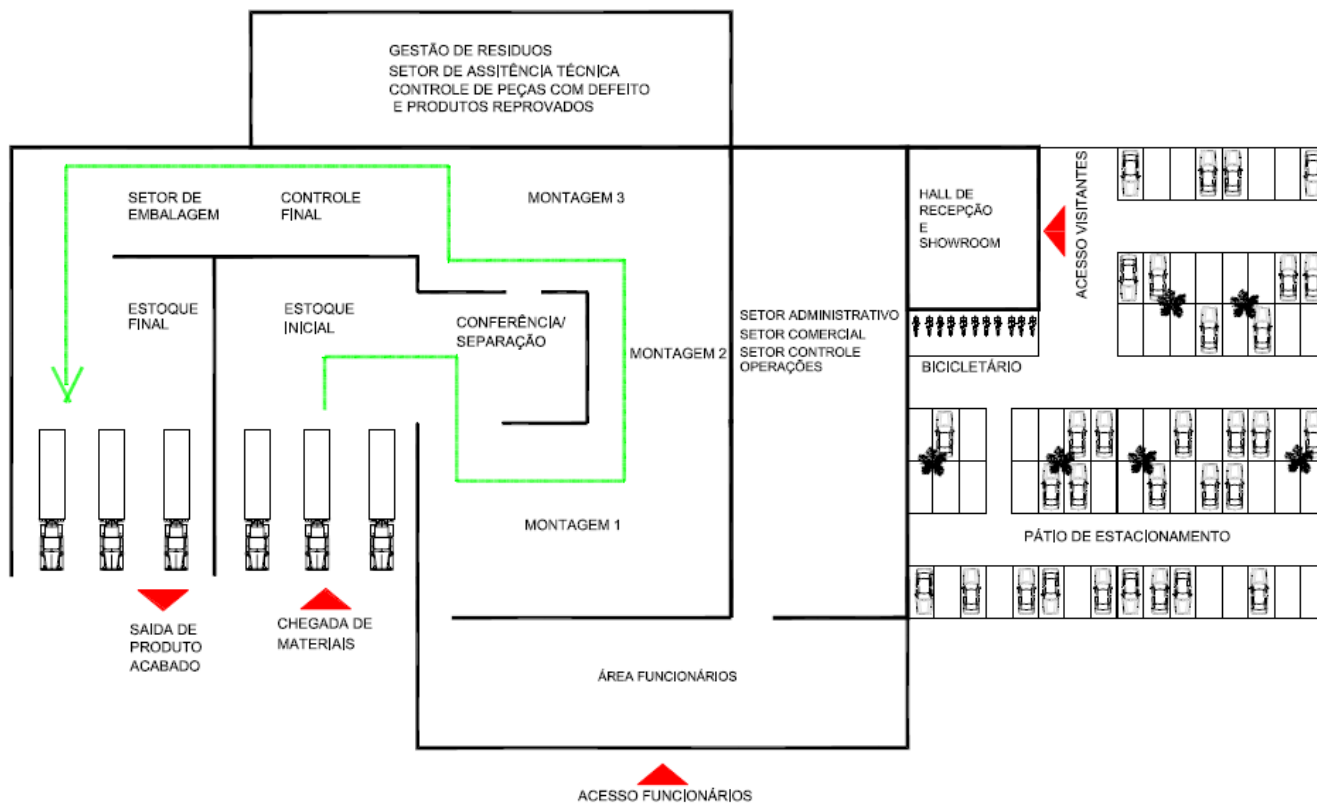 GESTÃO DE RESIDUOS
SETOR DE ASSITÊNCIA TÉCNICA
CONTROLE DE PEÇAS COM DEFEITO
E PRODUTOS REPROVADOS
SETOR DE
EMBALAGEM
CONTROLE
FINAL
MONTAGEM 3
HALL DE
RECEPÇÃO
E
SHOWROOM
ACESSO VISITANTES
ESTOQUE
FINAL
ESTOQUE
INICIAL
CONFERÊNCIA/
SEPARAÇÃO
MONTAGEM 2
SETOR ADMINISTRATIVO
SETOR COMERCIAL
SETOR CONTROLE
OPERAÇÕES
BICICLETÁRIO
MONTAGEM 1
PÁTIO DE ESTACIONAMENTO
SAIDA DE
PRODUTO
ACABADO
CHEGADA DE
MATERIAIS
ÁREA FUNCIONÁRIOS
ACESSO FUNCIONÁRIOS